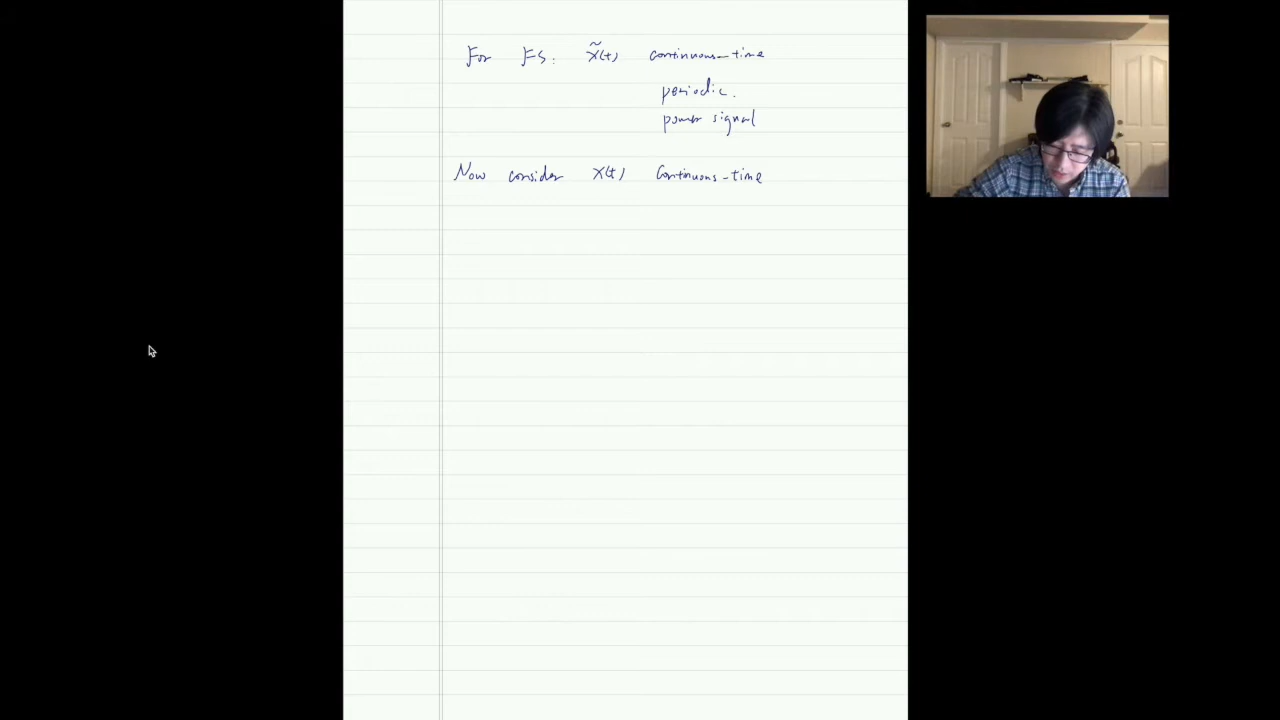 For FS: x̃(t) continuous-time
periodic.
power signal
Now consider x(t) Continuous-time